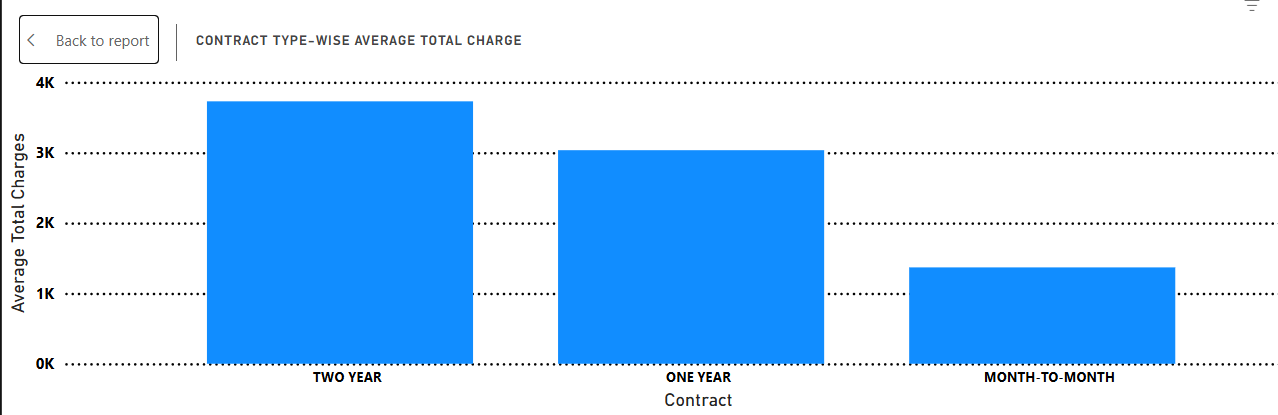 Back to report
CONTRACT TYPE-WISE AVERAGE TOTAL CHARGE
Average Total Charges
4K
3K
2K
1K
0K
TWO YEAR
ONE YEAR
MONTH-TO-MONTH
Contract